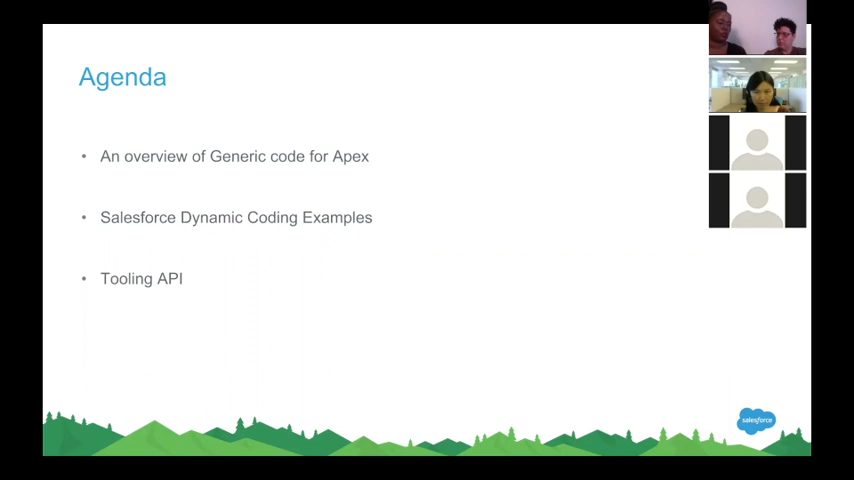 Agenda
• An overview of Generic code for Apex
• Salesforce Dynamic Coding Examples
• Tooling API
salesforce